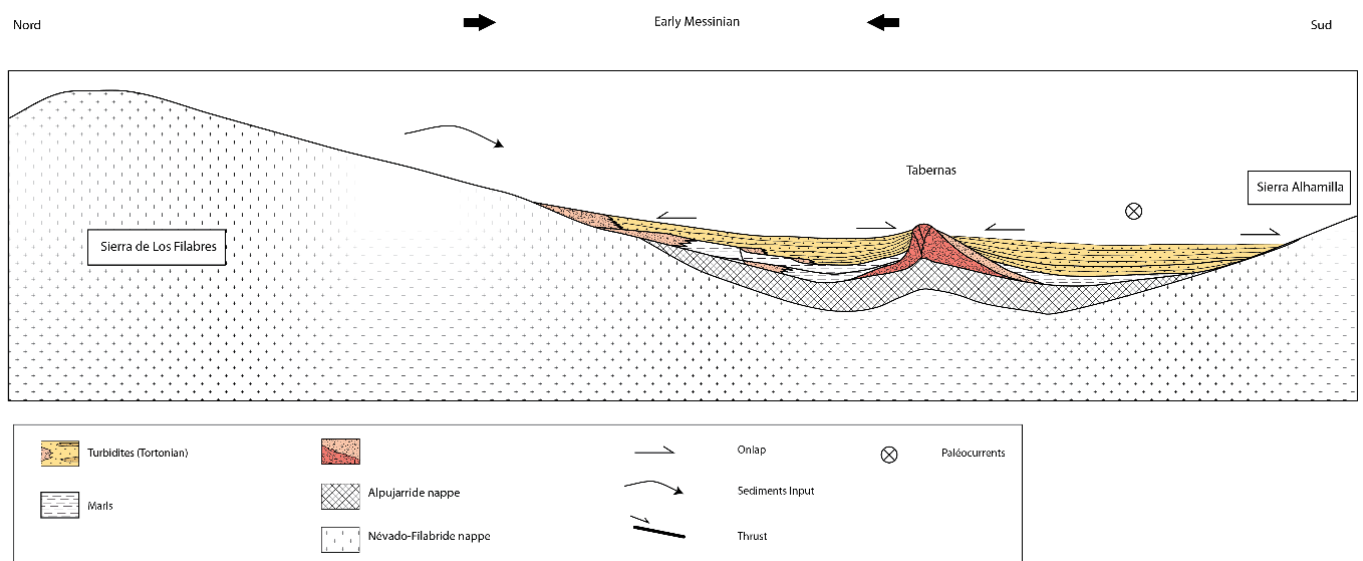 Nord
Early Messinian
Sud
Tabernas
Sierra Alhamilla
Sierra de Los Filabres
Turbidites (Tortonian)
Marls
Alpujarride nappe
Névado-Filabride nappe
Onlap
Sediments Input
Thrust
Paléocurrents